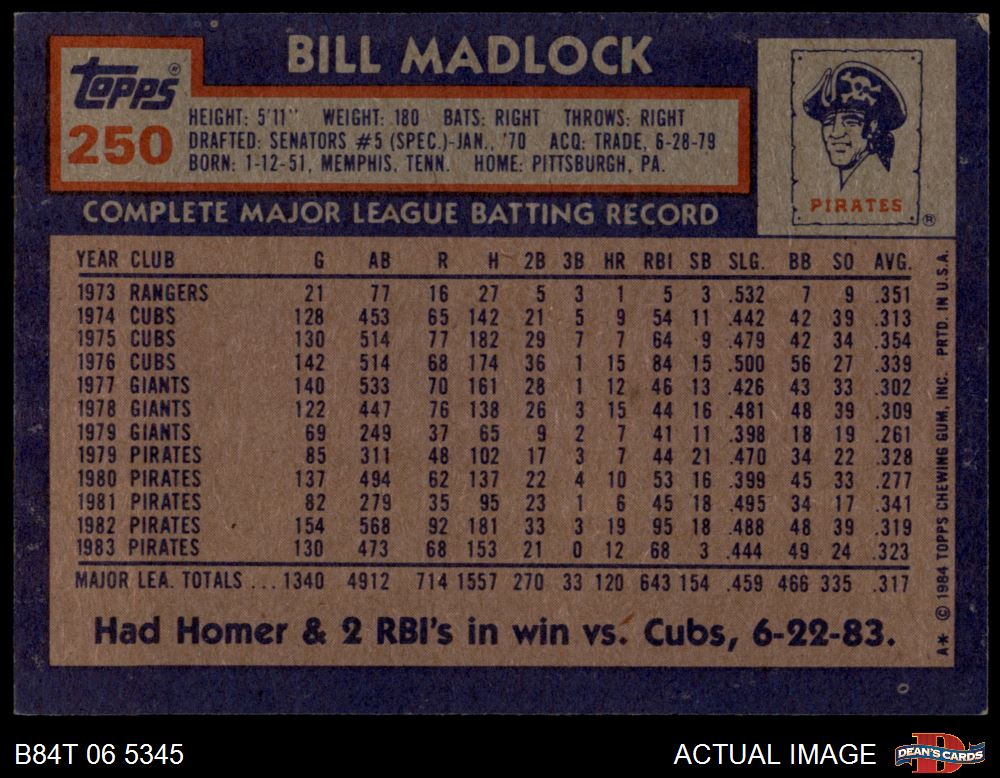 BILL MADLOCK
topps®
250
HEIGHT: 5'11" WEIGHT: 180 BATS: RIGHT THROWS: RIGHT
DRAFTED: SENATORS #5 (SPEC.)-JAN., '70 ACQ: TRADE, 6-28-79
BORN: 1-12-51, MEMPHIS, TENN. HOME: PITTSBURGH, PA.
PIRATES ®
COMPLETE MAJOR LEAGUE BATTING RECORD
YEAR CLUB G AB R H 2B 3B HR RBI SB SLG. BB SO AVG.
1973 RANGERS 21 77 16 27 5 3 1 5 3 .532 7 9 .351
1974 CUBS 128 453 65 142 21 5 9 54 11 .442 42 39 .313
1975 CUBS 130 514 77 182 29 7 7 64 9 .479 42 34 .354
1976 CUBS 142 514 68 174 36 1 15 84 15 .500 56 27 .339
1977 GIANTS 140 533 70 161 28 1 12 46 13 .426 43 33 .302
1978 GIANTS 122 447 76 138 26 3 15 44 16 .481 48 39 .309
1979 GIANTS 69 249 37 65 9 2 7 41 11 .398 18 19 .261
1979 PIRATES 85 311 48 102 17 3 7 44 21 .470 34 22 .328
1980 PIRATES 137 494 62 137 22 4 10 53 16 .399 45 33 .277
1981 PIRATES 82 279 35 95 23 1 6 45 18 .495 34 17 .341
1982 PIRATES 154 568 92 181 33 3 19 95 18 .488 48 39 .319
1983 PIRATES 130 473 68 153 21 0 12 68 3 .444 49 24 .323
MAJOR LEA. TOTALS ... 1340 4912 714 1557 270 33 120 643 154 .459 466 335 .317
Had Homer & 2 RBI's in win vs. Cubs, 6-22-83.
A* © 1984 TOPPS CHEWING GUM, INC. PRTD. IN U.S.A.
B84T 06 5345
ACTUAL IMAGE
D
DEAN'S CARDS